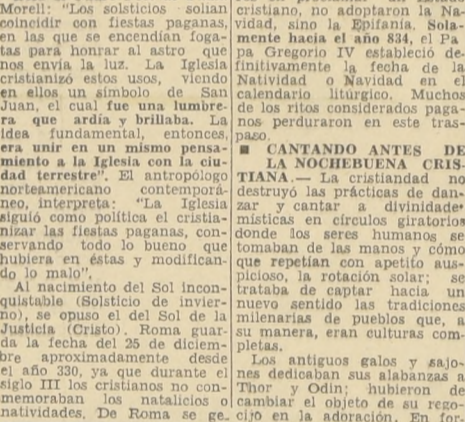 Morell: "Los solsticios solían
coincidir con fiestas paganas,
en las que se encendían foga-
tas para honrar al astro que
nos envía la luz. La Iglesia
cristianizó estos usos, viendo
en ellos un símbolo de San
Juan, el cual fue una lumbre-
ra que ardía y brillaba. La
idea fundamental, entonces,
era unir en un mismo pensa-
miento a la Iglesia con la ciu-
dad terrestre". El antropólogo
norteamericano contemporá-
neo, interpreta: "La Iglesia
siguió como política el cristia-
nizar las fiestas paganas, con-
servando todo lo bueno que
hubiera en éstas y modifican-
do lo malo".
Al nacimiento del Sol incon-
quistable (Solsticio de invier-
no), se opuso el del Sol de la
Justicia (Cristo). Roma guar-
da la fecha del 25 de diciem-
bre aproximadamente desde
el año 330, ya que durante el
siglo III los cristianos no con-
memoraban los natalicios o
natividades. De Roma se ge-
cristiano, no adoptaron la Na-
vidad, sino la Epifanía. Sola-
mente hacia el año 834, el Pa
pa Gregorio IV estableció de-
finitivamente la fecha de la
Natividad o Navidad en el
calendario litúrgico. Muchos
de los ritos considerados paga-
nos perduraron en este tras-
paso.
■ CANTANDO ANTES DE
LA NOCHEBUENA CRIS-
TIANA.— La cristiandad no
destruyó las prácticas de dan-
zar y cantar a divinidade
místicas en círculos giratorios
donde los seres humanos se
tomaban de las manos y cómo
que repetían con apetito aus-
picioso, la rotación solar; se
trataba de captar hacia un
nuevo sentido las tradiciones
milenarias de pueblos que, a
su manera, eran culturas com-
pletas.
Los antiguos galos y sajo-
nes dedicaban sus alabanzas a
Thor y Odin; hubieron de
cambiar el objeto de su rego-
cijo en la adoración. En for-